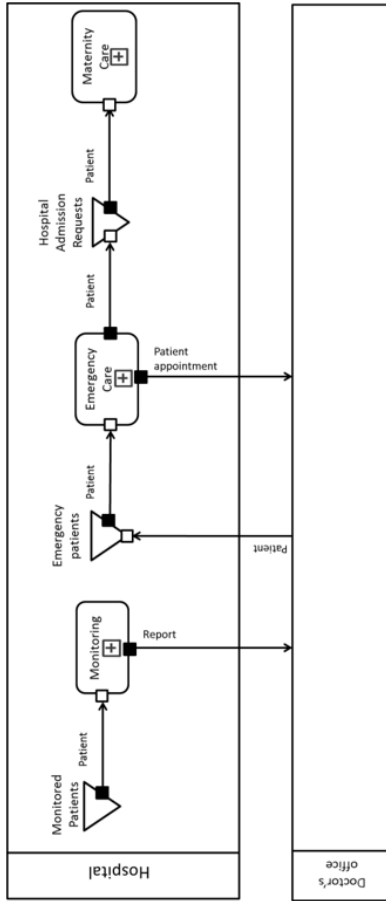 Hospital
Monitored
Patients
Patient
Monitoring
Report
Emergency
patients
Patient
Patient
Emergency
Care
Patient
appointment
Patient
Hospital
Admission
Requests
Patient
Maternity
Care
Doctor's
office